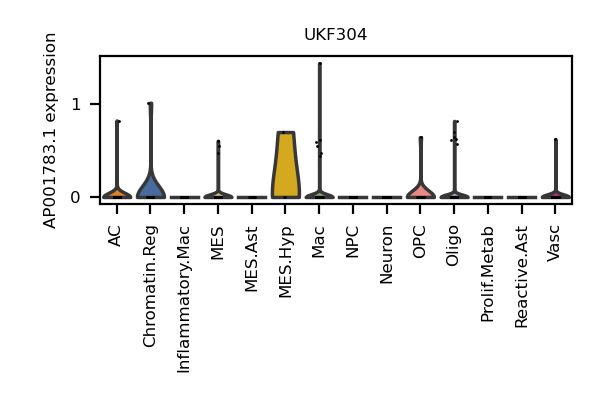 UKF304
AP001783.1 expression
1
0
AC
Chromatin.Reg
Inflammatory.Mac
MES
MES.Ast
MES.Hyp
Mac
NPC
Neuron
OPC
Oligo
Prolif.Metab
Reactive.Ast
Vasc